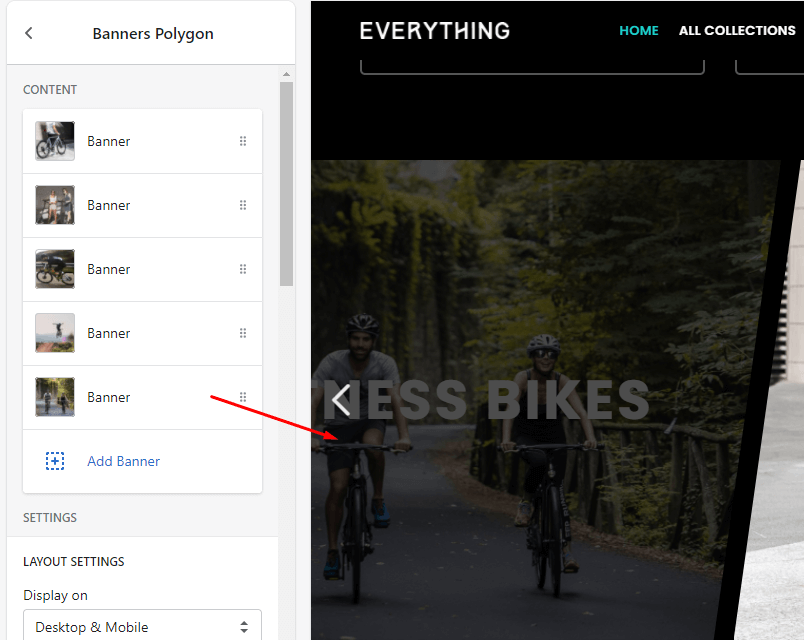 Banners Polygon
CONTENT
Banner
Banner
Banner
Banner
Banner
Add Banner
SETTINGS
LAYOUT SETTINGS
Display on
Desktop & Mobile
EVERYTHING
HOME ALL COLLECTIONS
TNESS BIKES